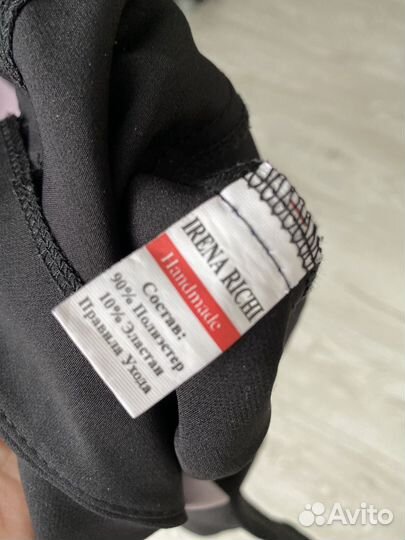 IRENA RICHI
Handmade
Состав:
90% Полиэстер
10% Эластан
Правила Ухода
Avito